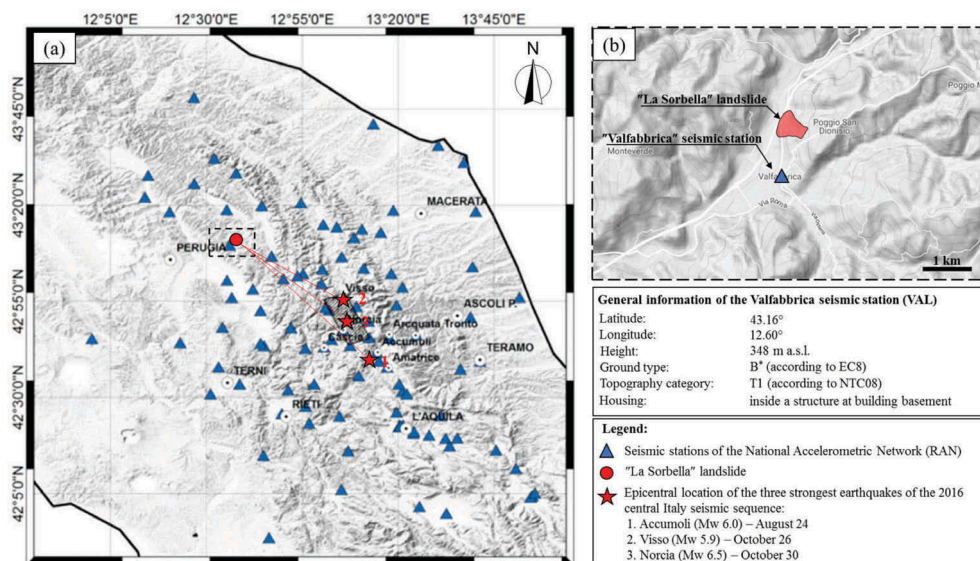 (a)
12°5'0"E 12°30'0"E 12°55'0"E 13°20'0"E 13°45'0"E
N
43°45'0"N
43°20'0"N
42°55'0"N
42°30'0"N
42°5'0"N
MACERATA
PERUGIA
Visso
2
ASCOLI P.
Norcia
Arcquata Tronto
Cascia
Accumoli
TERAMO
Amatrice
1
TERNI
RIETI
L'AQUILA
(b)
"La Sorbella" landslide
Poggio San
Dionisio
"Valfabbrica" seismic station
Monteverde
Valfabbrica
Via Roma
1 km
General information of the Valfabbrica seismic station (VAL)
Latitude: 43.16°
Longitude: 12.60°
Height: 348 m a.s.l.
Ground type: B* (according to EC8)
Topography category: T1 (according to NTC08)
Housing: inside a structure at building basement
Legend:
Seismic stations of the National Accelerometric Network (RAN)
"La Sorbella" landslide
Epicentral location of the three strongest earthquakes of the 2016
central Italy seismic sequence:
1. Accumoli (Mw 6.0) – August 24
2. Visso (Mw 5.9) – October 26
3. Norcia (Mw 6.5) – October 30